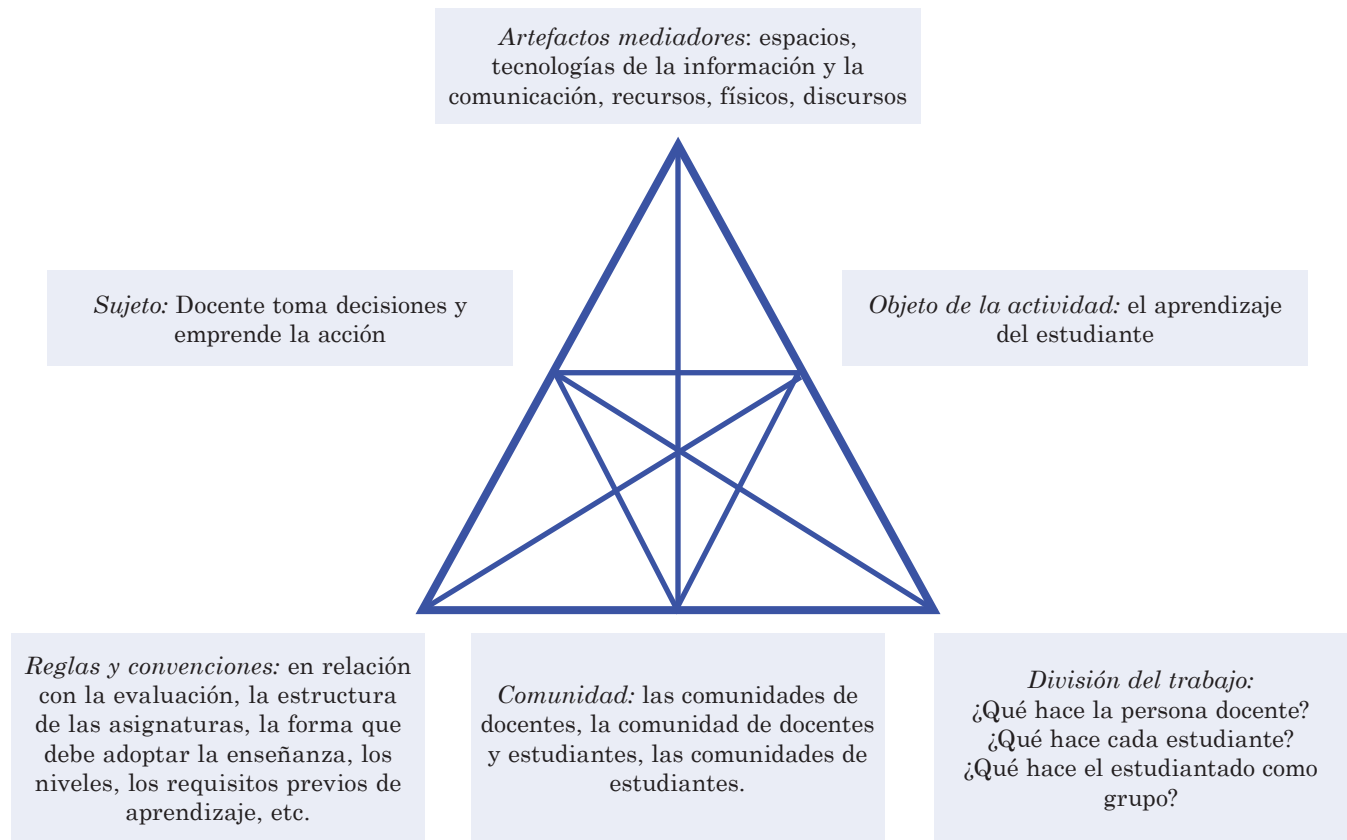 Artefactos mediadores: espacios,
tecnologías de la información y la
comunicación, recursos, físicos, discursos
Sujeto: Docente toma decisiones y
emprende la acción
Objeto de la actividad: el aprendizaje
del estudiante
Reglas y convenciones: en relación
con la evaluación, la estructura
de las asignaturas, la forma que
debe adoptar la enseñanza, los
niveles, los requisitos previos de
aprendizaje, etc.
Comunidad: las comunidades de
docentes, la comunidad de docentes
y estudiantes, las comunidades de
estudiantes.
División del trabajo:
¿Qué hace la persona docente?
¿Qué hace cada estudiante?
¿Qué hace el estudiantado como
grupo?